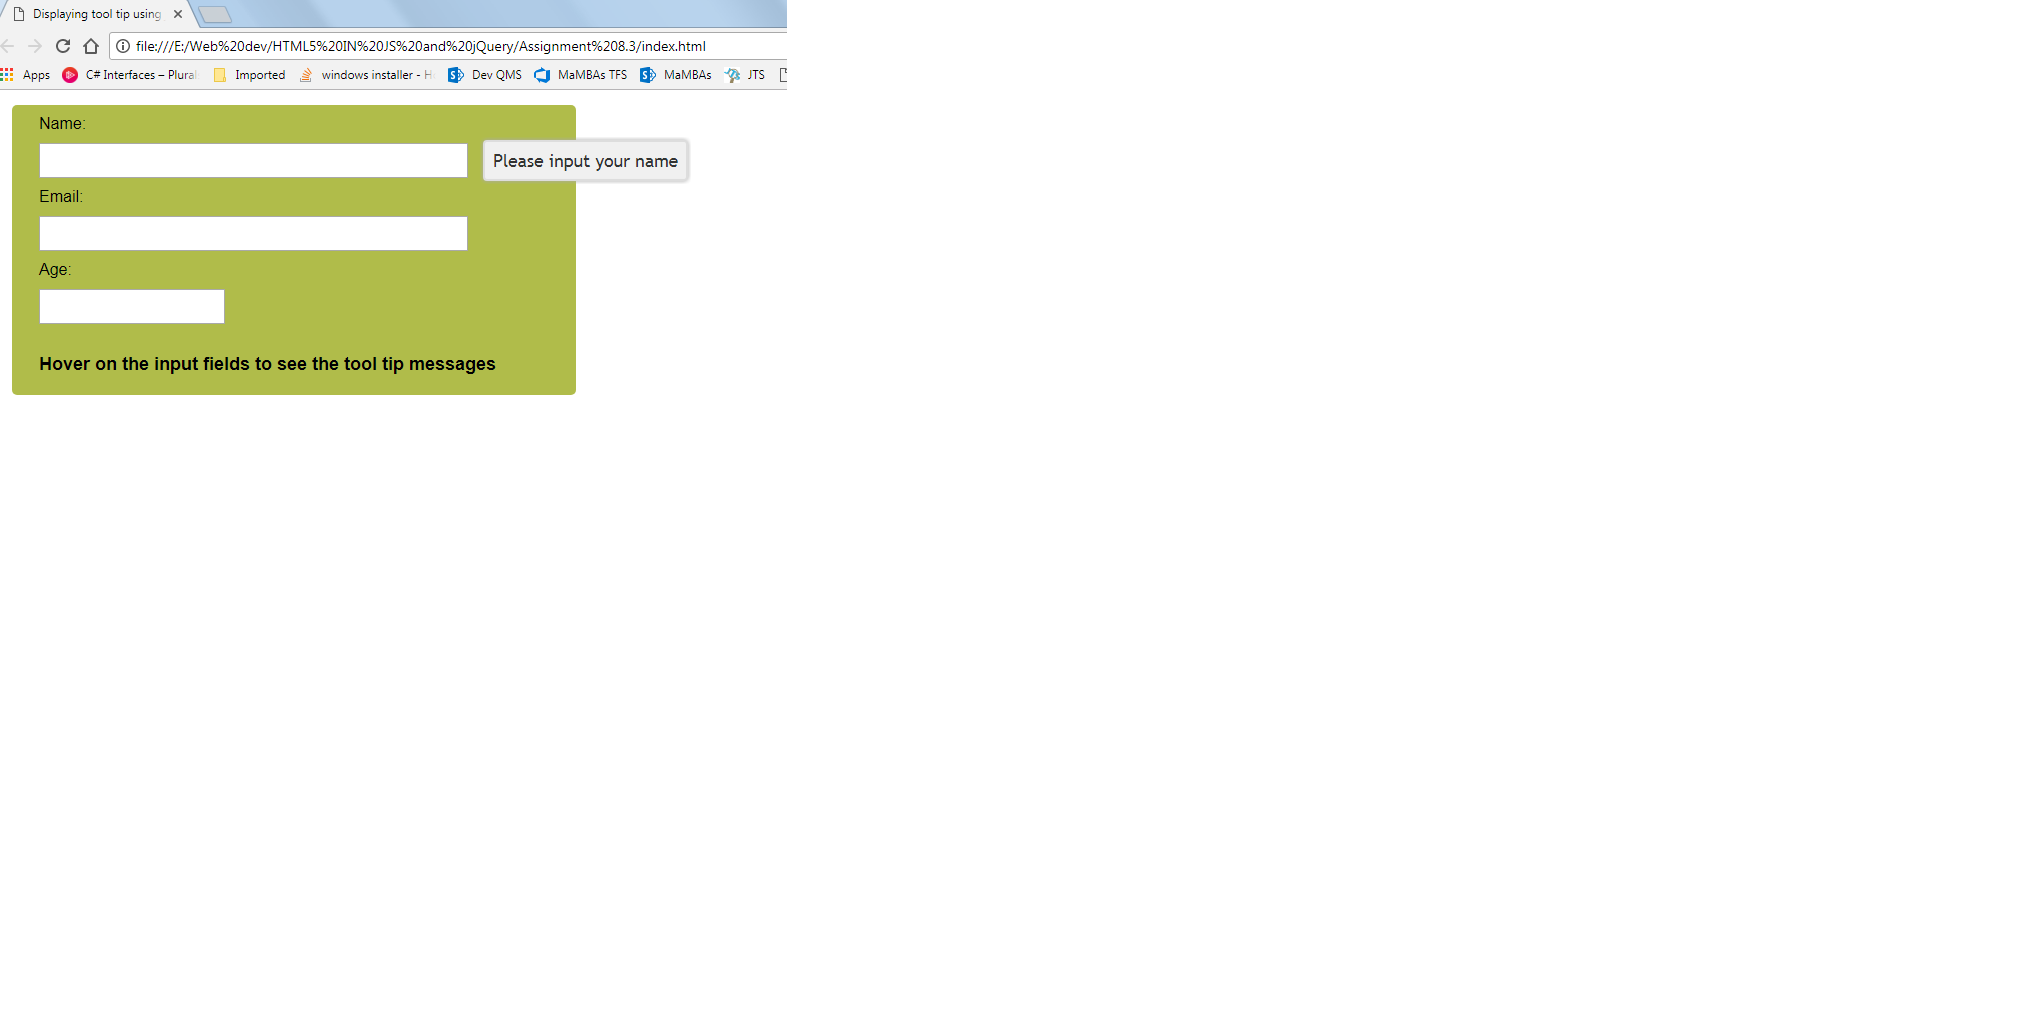 Displaying tool tip using
file:///E:/Web%20dev/HTML5%20IN%20JS%20and%20jQuery/Assignment%208.3/index.html
Apps C# Interfaces – Plural Imported windows installer - H Dev QMS MaMBAs TFS MaMBAs JTS
Name:
Please input your name
Email:
Age:
Hover on the input fields to see the tool tip messages